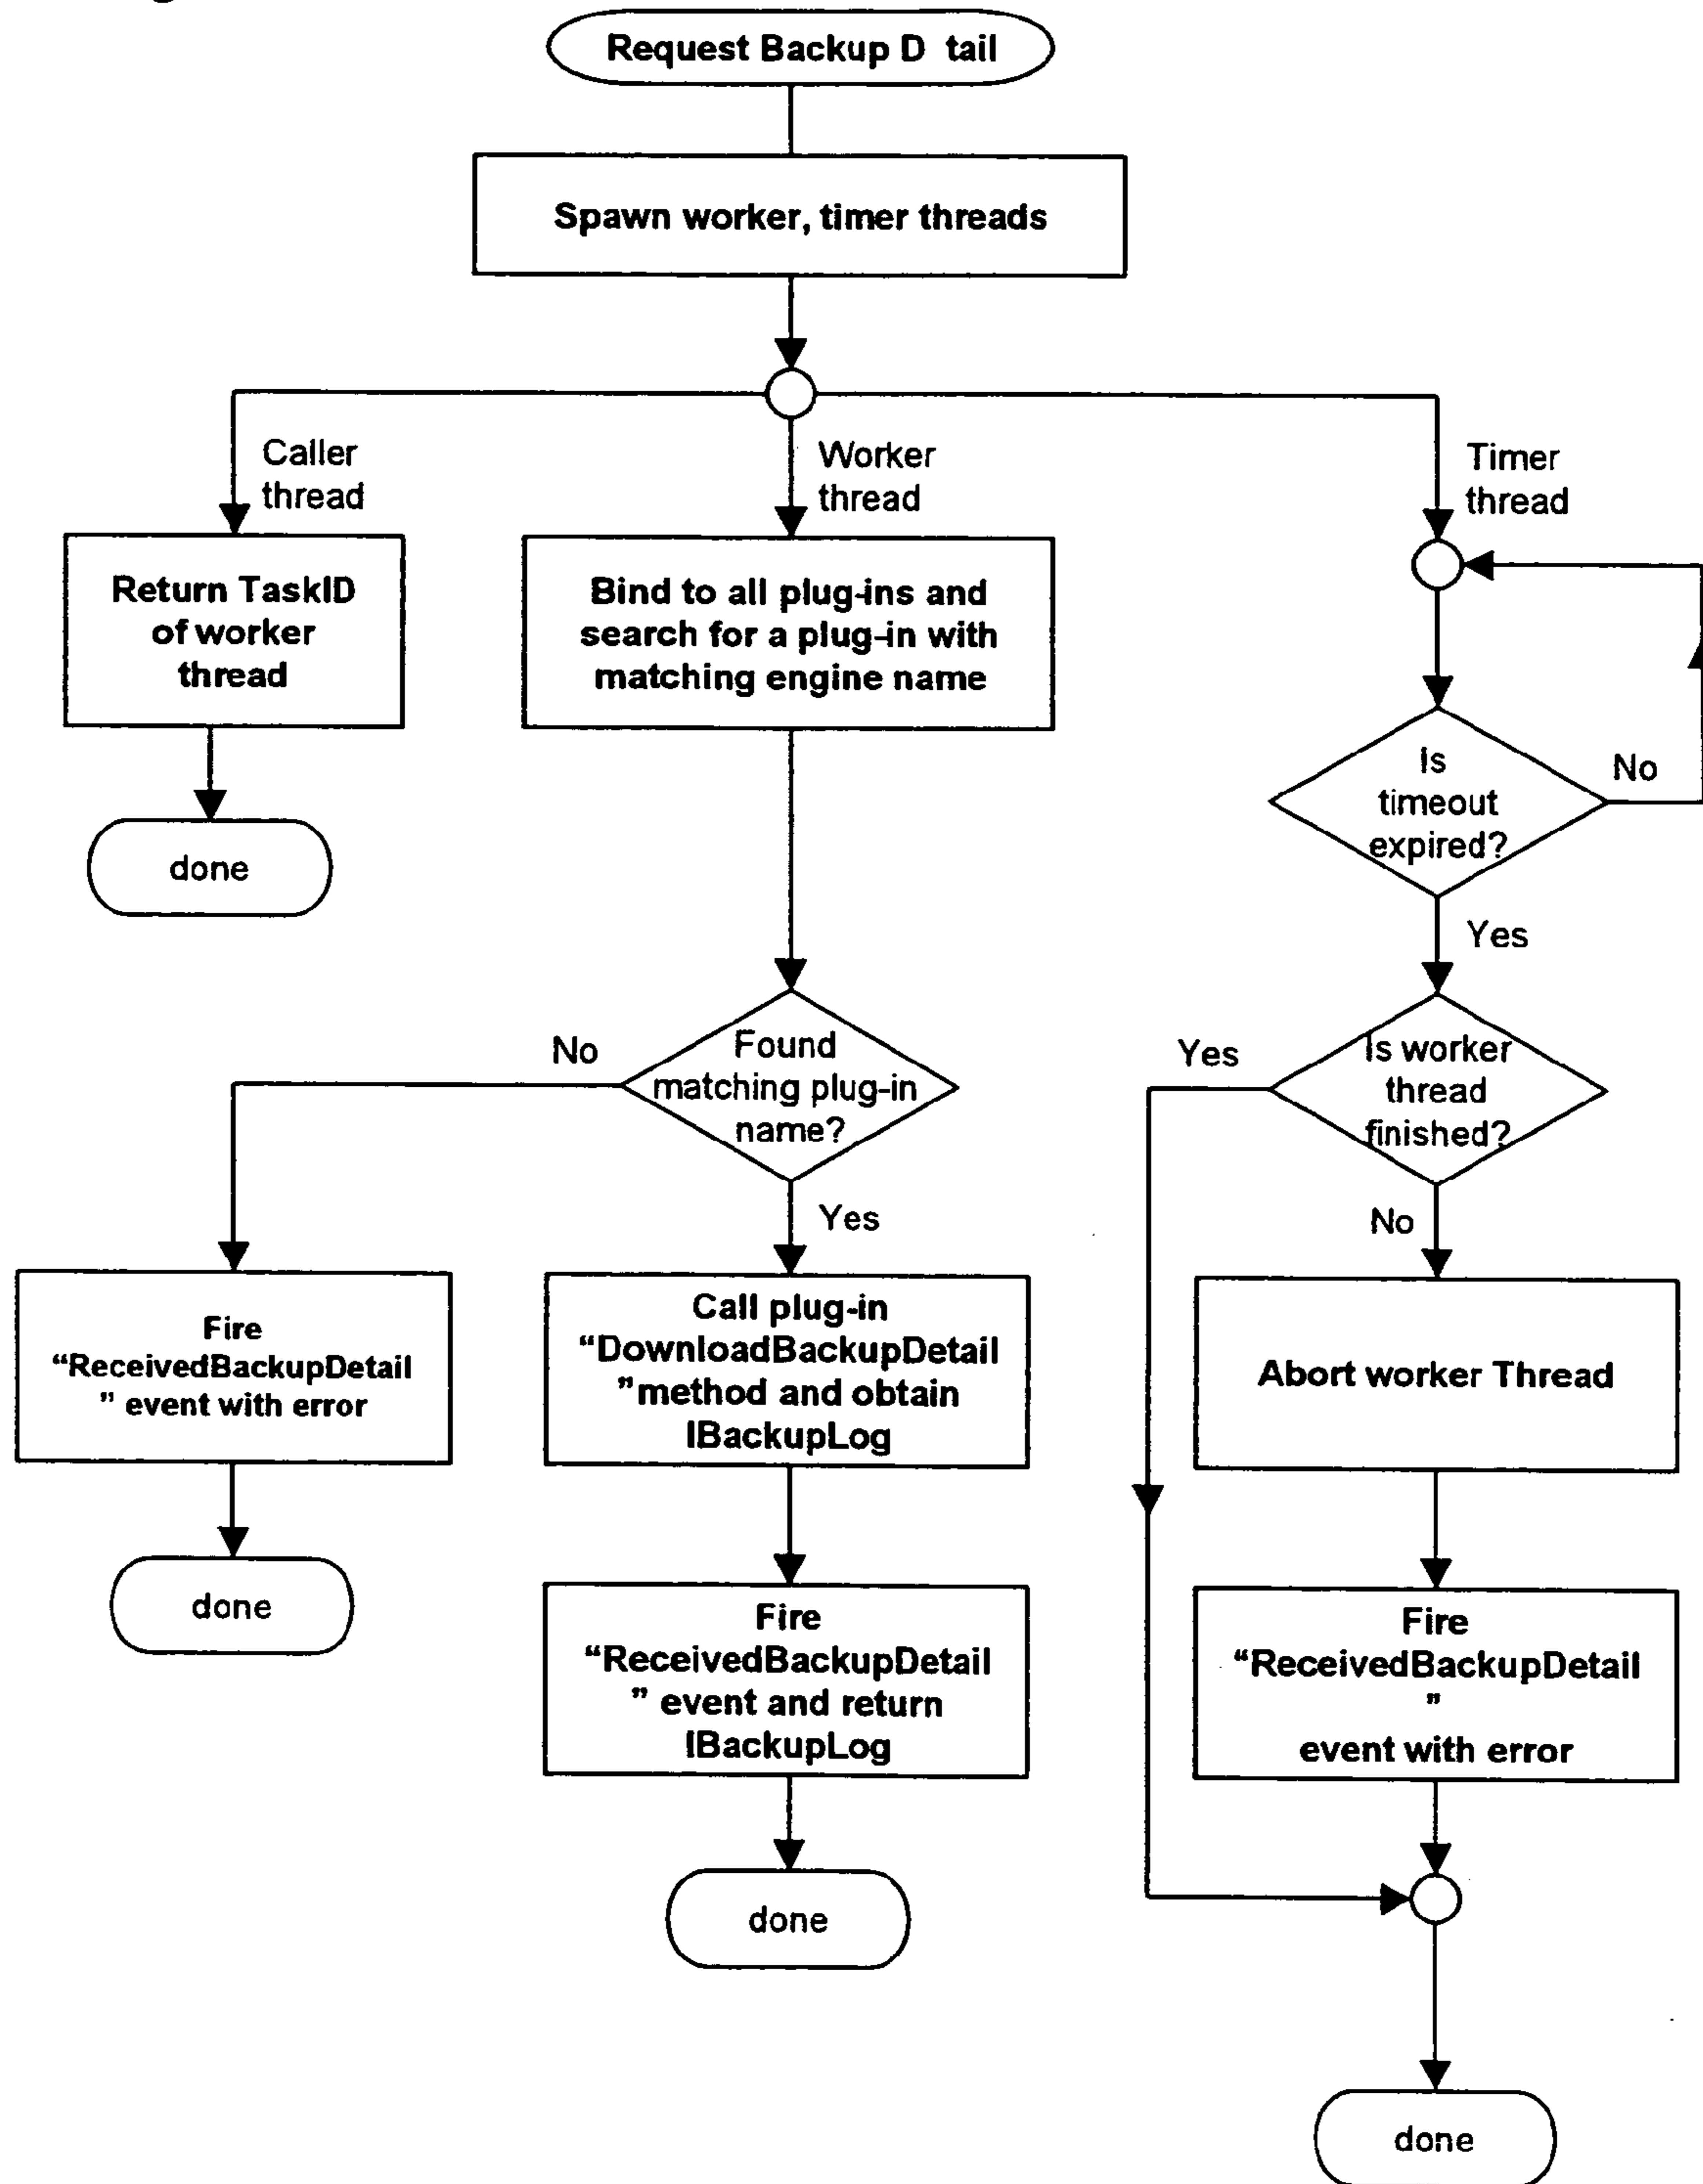 Request Backup D tail
Spawn worker, timer threads
Caller
thread
Worker
thread
Timer
thread
Return TaskID
of worker
thread
Bind to all plug-ins and
search for a plug-in with
matching engine name
Is
timeout
expired?
No
done
Yes
No
Found
matching plug-in
name?
Yes
Is worker
thread
finished?
Yes
No
Fire
“ReceivedBackupDetail
” event with error
Call plug-in
“DownloadBackupDetail
”method and obtain
IBackupLog
Abort worker Thread
done
Fire
“ReceivedBackupDetail
” event and return
IBackupLog
Fire
“ReceivedBackupDetail
”
event with error
done
done